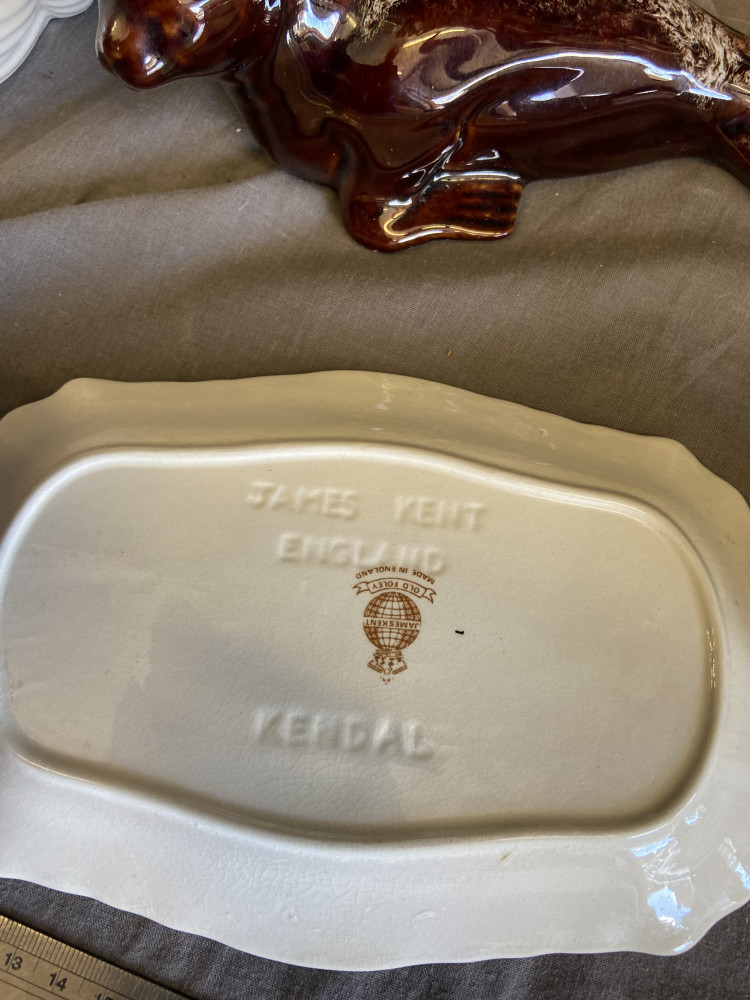 JAMES KENT
ENGLAND
MADE IN ENGLAND
OLD FOLEY
JAMES KENT
KENDAL
13 14